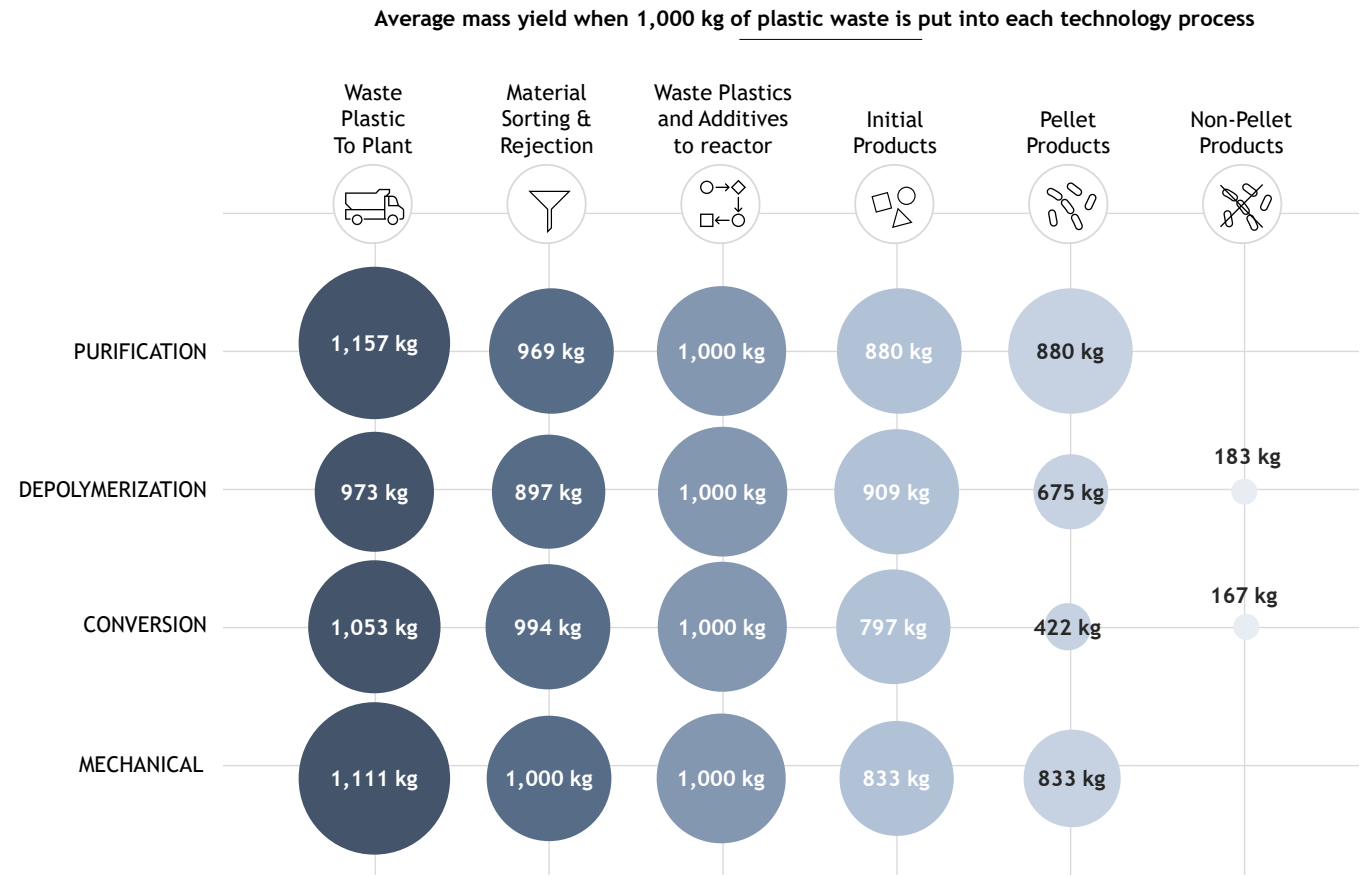 Average mass yield when 1,000 kg of plastic waste is put into each technology process
Waste
Plastic
To Plant
Material
Sorting &
Rejection
Waste Plastics
and Additives
to reactor
Initial
Products
Pellet
Products
Non-Pellet
Products
PURIFICATION
1,157 kg
969 kg
1,000 kg
880 kg
880 kg
DEPOLYMERIZATION
973 kg
897 kg
1,000 kg
909 kg
675 kg
183 kg
CONVERSION
1,053 kg
994 kg
1,000 kg
797 kg
422 kg
167 kg
MECHANICAL
1,111 kg
1,000 kg
1,000 kg
833 kg
833 kg